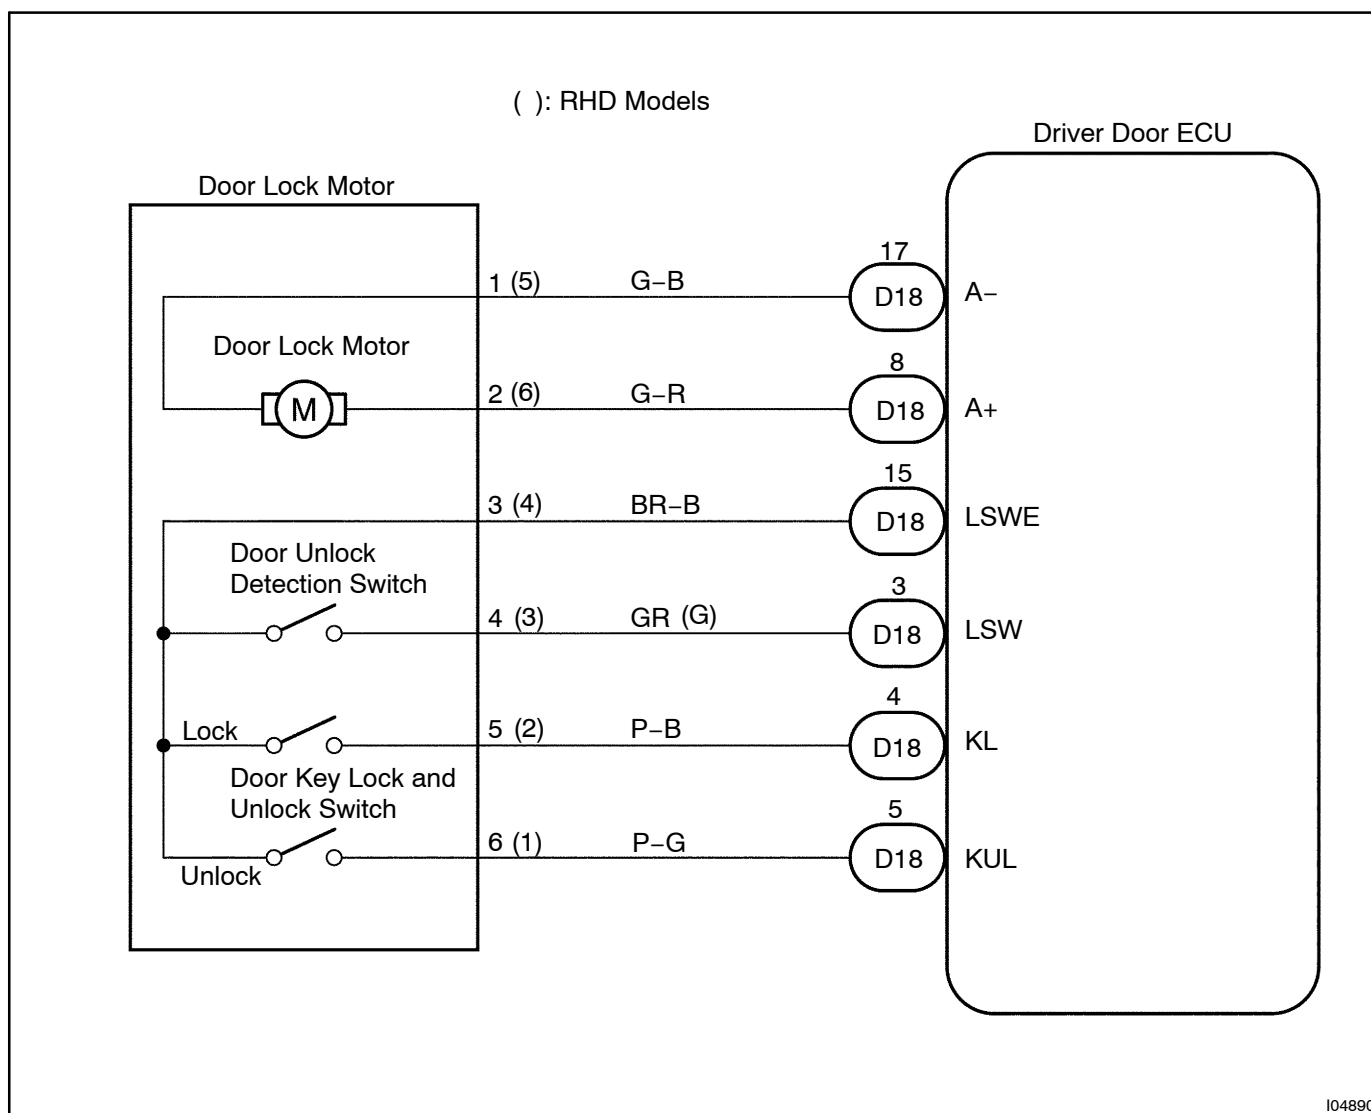 ( ): RHD Models
Driver Door ECU
Door Lock Motor
17
1 (5) G−B D18 A−
Door Lock Motor
8
M 2 (6) G−R D18 A+
15
3 (4) BR−B D18 LSWE
Door Unlock
Detection Switch
3
4 (3) GR (G) D18 LSW
4
Lock 5 (2) P−B D18 KL
Door Key Lock and
Unlock Switch
5
6 (1) P−G D18 KUL
Unlock
I04890